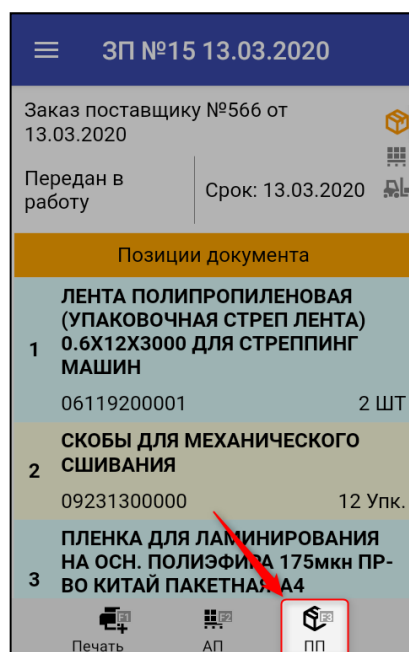 ЗП №15 13.03.2020
Заказ поставщику №566 от
13.03.2020
Передан в
работу
Срок: 13.03.2020
Позиции документа
ЛЕНТА ПОЛИПРОПИЛЕНОВАЯ
(УПАКОВОЧНАЯ СТРЕП ЛЕНТА)
1 0.6Х12Х3000 ДЛЯ СТРЕППИНГ
МАШИН
06119200001 2 ШТ
СКОБЫ ДЛЯ МЕХАНИЧЕСКОГО
2 СШИВАНИЯ
09231300000 12 Упк.
ПЛЕНКА ДЛЯ ЛАМИНИРОВАНИЯ
НА ОСН. ПОЛИЭФИРА 175мкн ПР-
3 ВО КИТАЙ ПАКЕТНАЯ А4
F1 F2 F3
Печать АП ПП